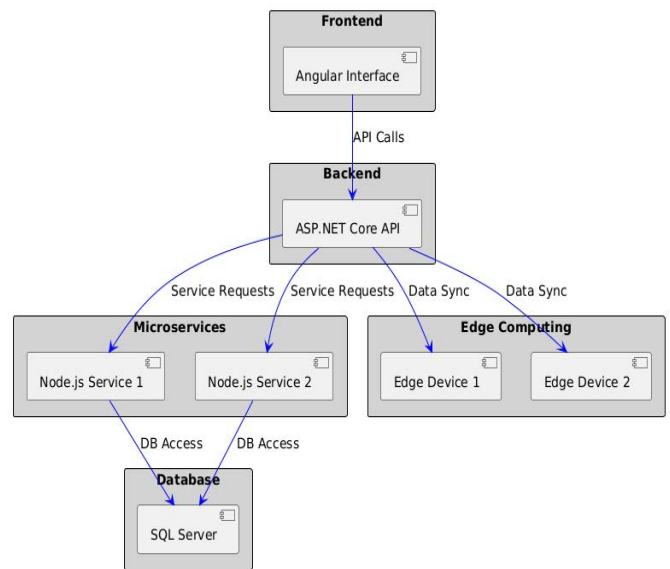 Frontend
Angular Interface
API Calls
Backend
ASP.NET Core API
Service Requests
Service Requests
Data Sync
Data Sync
Microservices
Edge Computing
Node.js Service 1
Node.js Service 2
Edge Device 1
Edge Device 2
DB Access
DB Access
Database
SQL Server